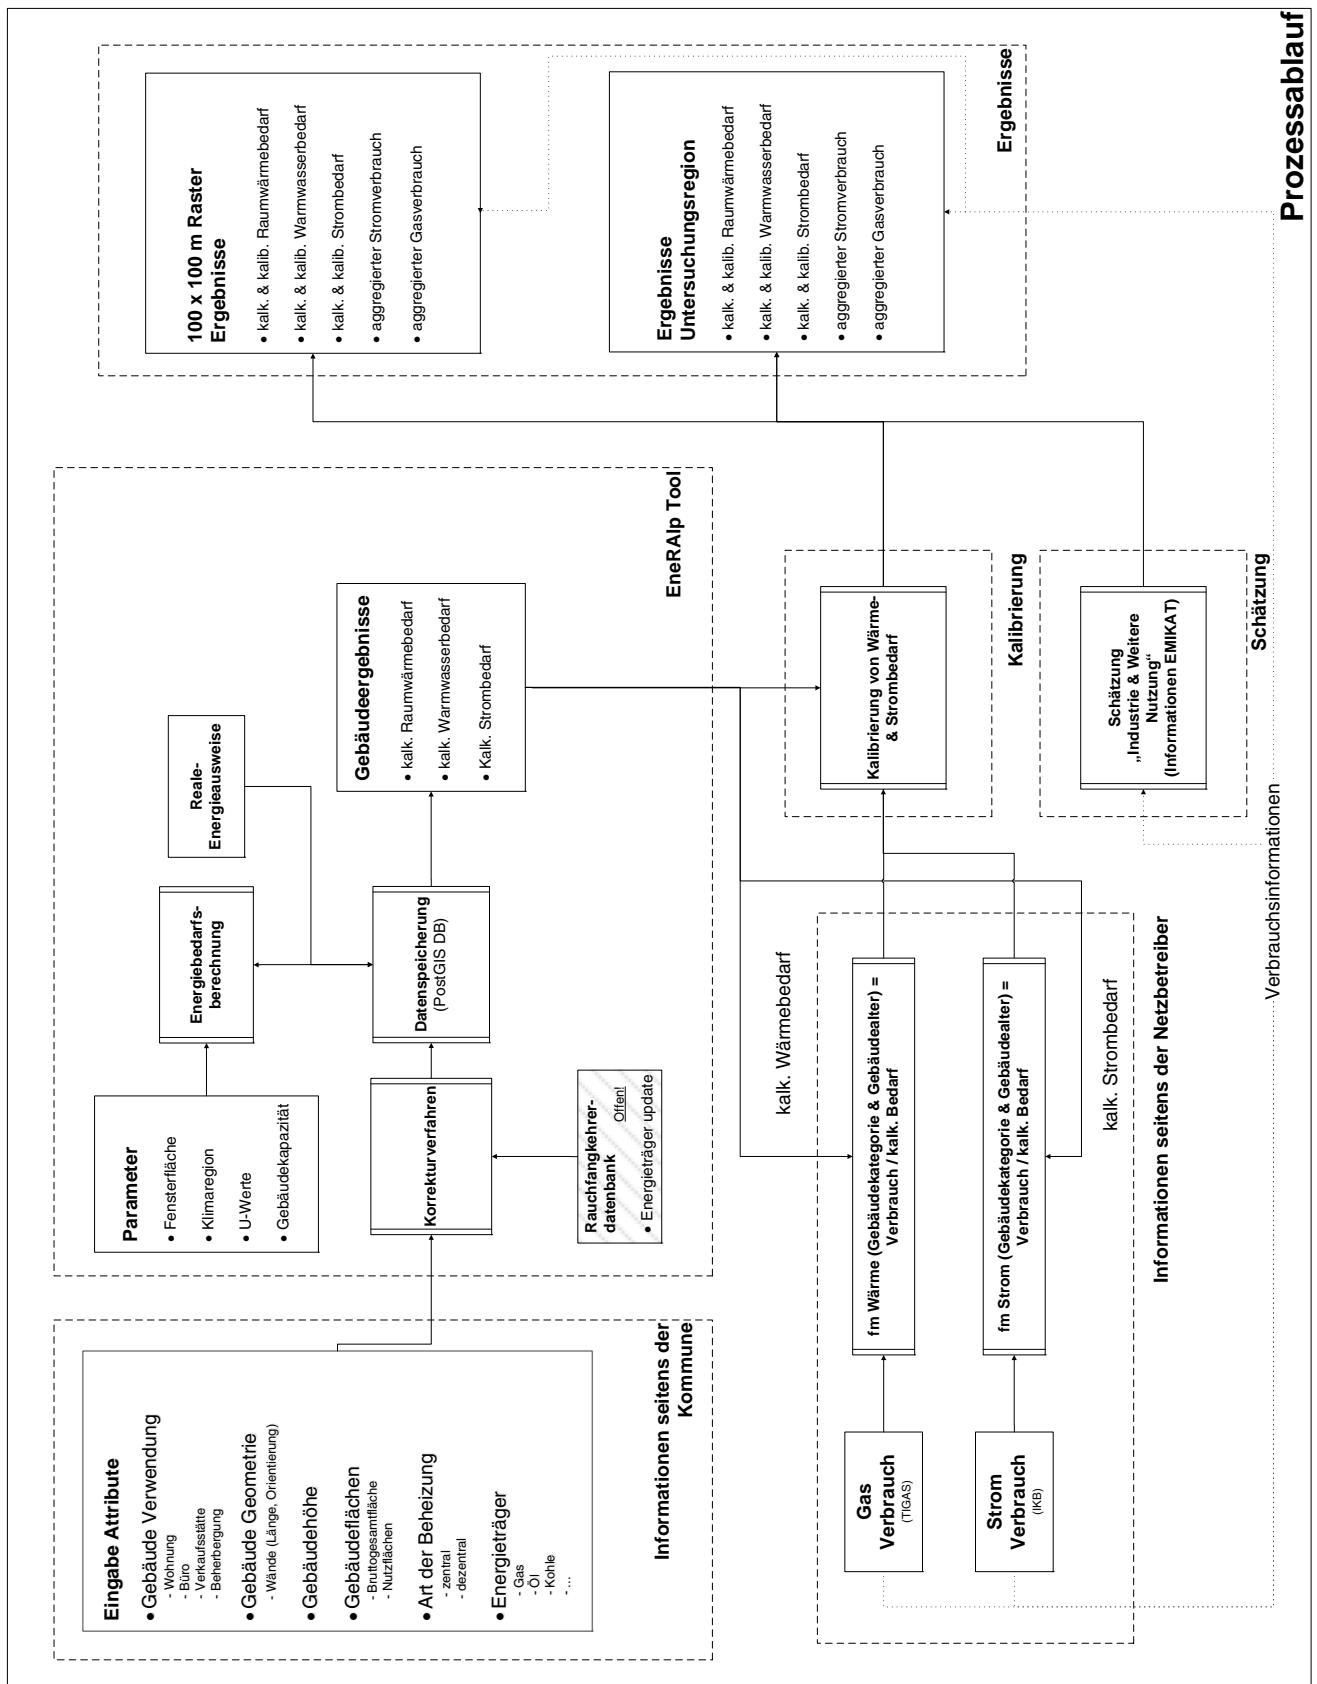 Prozessablauf
Eingabe Attribute
• Gebäude Verwendung
- Wohnung
- Büro
- Verkaufsstätte
- Beherbergung
• Gebäude Geometrie
- Wände (Länge, Orientierung)
• Gebäudehöhe
• Gebäudeflächen
- Bruttogesamtfläche
- Nutzflächen
• Art der Beheizung
- zentral
- dezentral
• Energieträger
- Gas
- Öl
- Kohle
- ...
Informationen seitens der
Kommune
Parameter
• Fensterfläche
• Klimaregion
• U-Werte
• Gebäudekapazität
Energiebedarfs-
berechnung
Reale-
Energieausweise
Korrekturverfahren
Datenspeicherung
(PostGIS DB)
Gebäudeergebnisse
• kalk. Raumwärmebedarf
• kalk. Warmwasserbedarf
• Kalk. Strombedarf
Rauchfangkehrer-
datenbank
Offen!
• Energieträger update
EneRAlp Tool
Gas
Verbrauch
(TIGAS)
Strom
Verbrauch
(IKB)
kalk. Wärmebedarf
fm Wärme (Gebäudekategorie & Gebäudealter) =
Verbrauch / kalk. Bedarf
fm Strom (Gebäudekategorie & Gebäudealter) =
Verbrauch / kalk. Bedarf
kalk. Strombedarf
Informationen seitens der Netzbetreiber
Kalibrierung von Wärme-
& Strombedarf
Kalibrierung
Schätzung
„Industrie & Weitere
Nutzung“
(Informationen EMIKAT)
Schätzung
Verbrauchsinformationen
100 x 100 m Raster
Ergebnisse
• kalk. & kalib. Raumwärmebedarf
• kalk. & kalib. Warmwasserbedarf
• kalk. & kalib. Strombedarf
• aggregierter Stromverbrauch
• aggregierter Gasverbrauch
Ergebnisse
Untersuchungsregion
• kalk. & kalib. Raumwärmebedarf
• kalk. & kalib. Warmwasserbedarf
• kalk. & kalib. Strombedarf
• aggregierter Stromverbrauch
• aggregierter Gasverbrauch
Ergebnisse